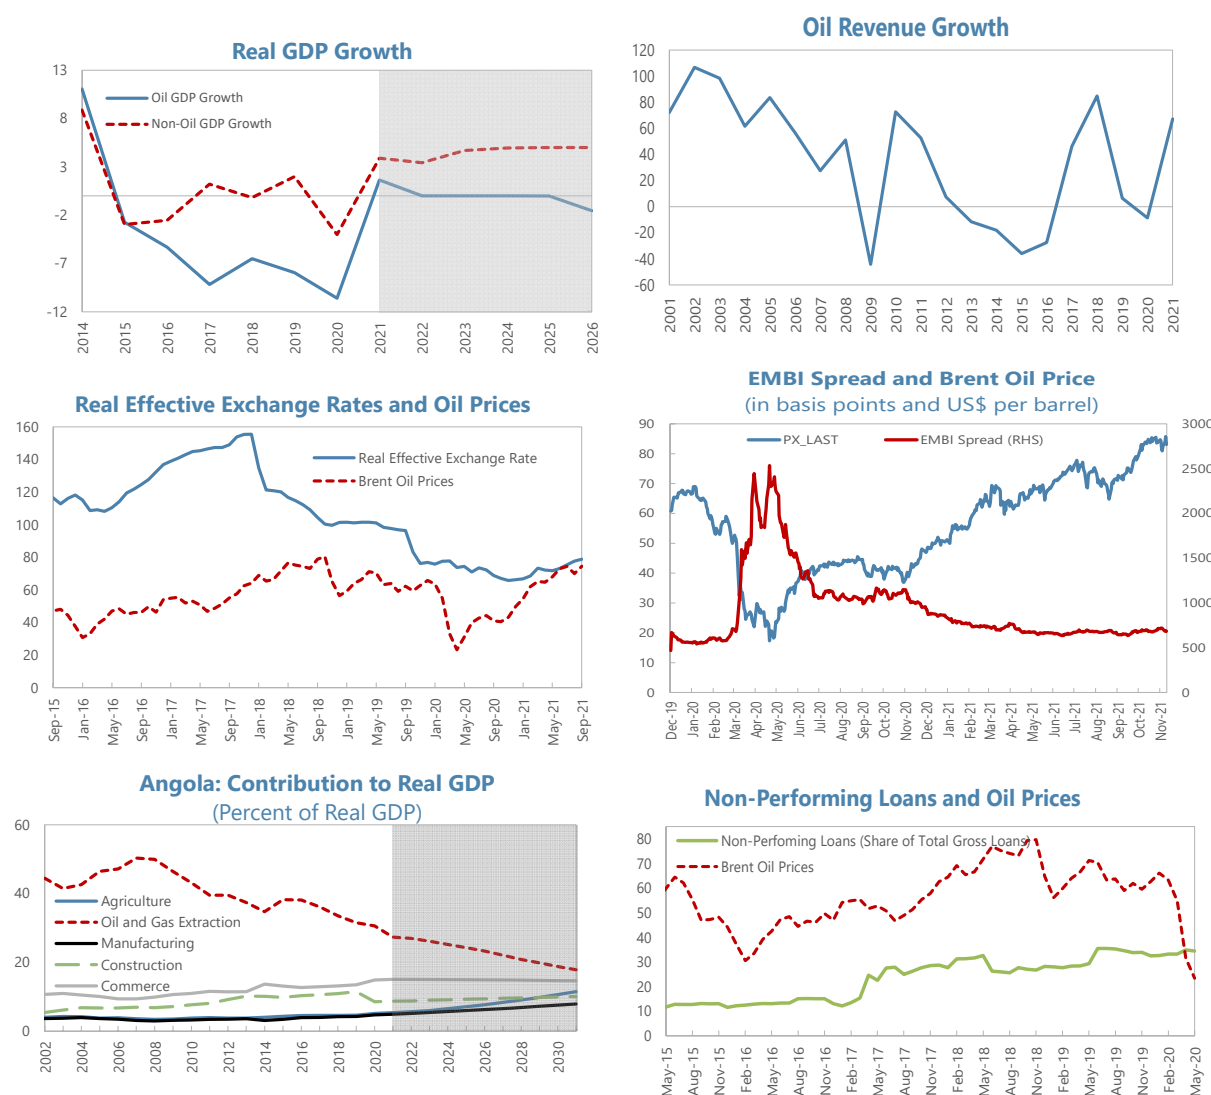 Real GDP Growth
13
8
3
-2
-7
-12
Oil GDP Growth
Non-Oil GDP Growth
2014
2015
2016
2017
2018
2019
2020
2021
2022
2023
2024
2025
2026
Oil Revenue Growth
120
100
80
60
40
20
0
-20
-40
-60
2001
2002
2003
2004
2005
2006
2007
2008
2009
2010
2011
2012
2013
2014
2015
2016
2017
2018
2019
2020
2021
Real Effective Exchange Rates and Oil Prices
160
140
120
100
80
60
40
20
0
Real Effective Exchange Rate
Brent Oil Prices
Sep-15
Jan-16
May-16
Sep-16
Jan-17
May-17
Sep-17
Jan-18
May-18
Sep-18
Jan-19
May-19
Sep-19
Jan-20
May-20
Sep-20
Jan-21
May-21
Sep-21
EMBI Spread and Brent Oil Price
(in basis points and US$ per barrel)
90
80
70
60
50
40
30
20
10
0
PX_LAST
EMBI Spread (RHS)
3000
2500
2000
1500
1000
500
0
Dec-19
Jan-20
Feb-20
Mar-20
Apr-20
May-20
Jun-20
Jul-20
Aug-20
Sep-20
Oct-20
Nov-20
Dec-20
Jan-21
Feb-21
Mar-21
Apr-21
May-21
Jun-21
Jul-21
Aug-21
Sep-21
Oct-21
Nov-21
Angola: Contribution to Real GDP
(Percent of Real GDP)
60
40
20
0
Agriculture
Oil and Gas Extraction
Manufacturing
Construction
Commerce
2002
2004
2006
2008
2010
2012
2014
2016
2018
2020
2022
2024
2026
2028
2030
Non-Performing Loans and Oil Prices
80
70
60
50
40
30
20
10
0
Non-Perfoming Loans (Share of Total Gross Loans)
Brent Oil Prices
May-15
Aug-15
Nov-15
Feb-16
May-16
Aug-16
Nov-16
Feb-17
May-17
Aug-17
Nov-17
Feb-18
May-18
Aug-18
Nov-18
Feb-19
May-19
Aug-19
Nov-19
Feb-20
May-20